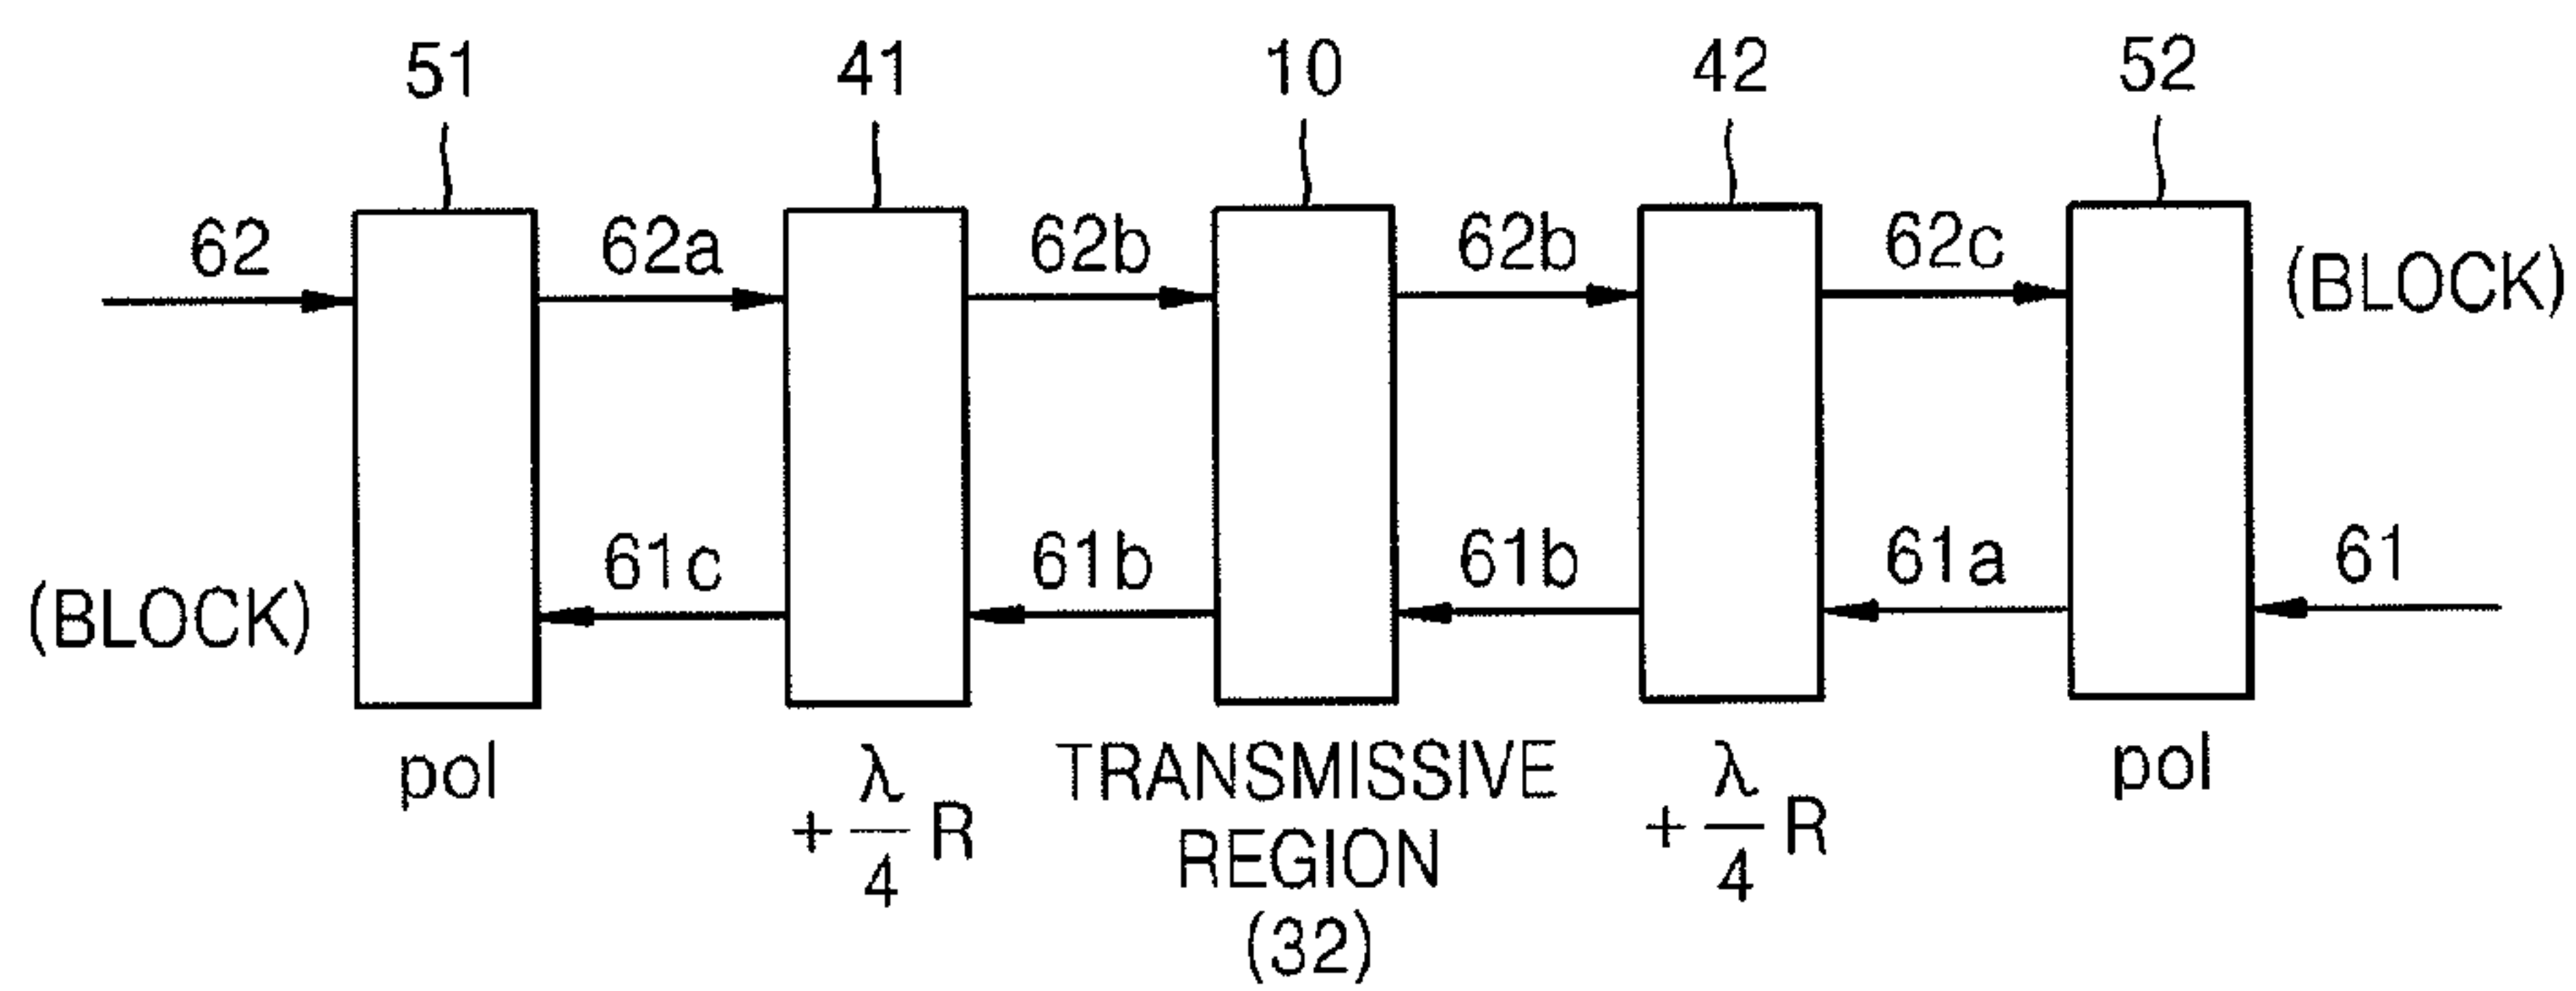 51 41 10 42 52
62 62a 62b 62b 62c (BLOCK)
(BLOCK) 61c 61b 61b 61a 61
pol + λ/4 R TRANSMISSIVE + λ/4 R pol
REGION
(32)